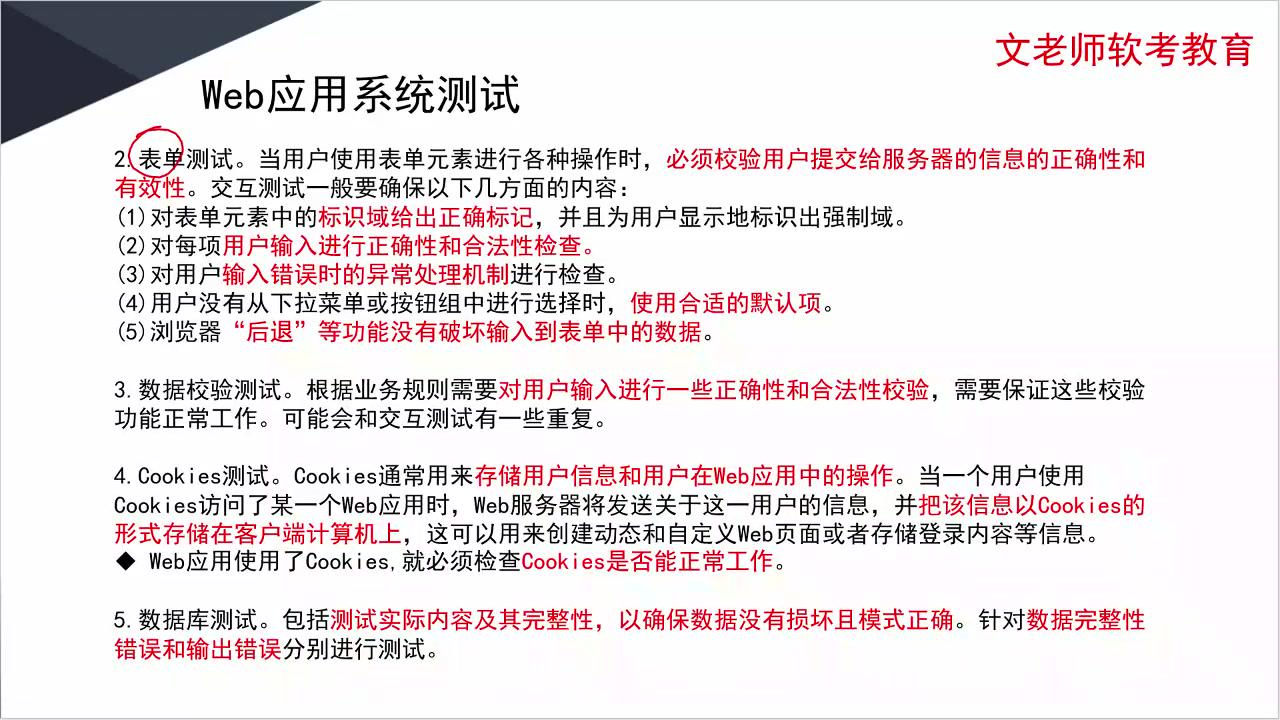 文老师软考教育
Web应用系统测试
2.表单测试。当用户使用表单元素进行各种操作时，必须校验用户提交给服务器的信息的正确性和
有效性。交互测试一般要确保以下几方面的内容：
(1)对表单元素中的标识域给出正确标记，并且为用户显示地标识出强制域。
(2)对每项用户输入进行正确性和合法性检查。
(3)对用户输入错误时的异常处理机制进行检查。
(4)用户没有从下拉菜单或按钮组中进行选择时，使用合适的默认项。
(5)浏览器“后退”等功能没有破坏输入到表单中的数据。
3.数据校验测试。根据业务规则需要对用户输入进行一些正确性和合法性校验，需要保证这些校验
功能正常工作。可能会和交互测试有一些重复。
4.Cookies测试。Cookies通常用来存储用户信息和用户在Web应用中的操作。当一个用户使用
Cookies访问了某一个Web应用时，Web服务器将发送关于这一用户的信息，并把该信息以Cookies的
形式存储在客户端计算机上，这可以用来创建动态和自定义Web页面或者存储登录内容等信息。
◆ Web应用使用了Cookies,就必须检查Cookies是否能正常工作。
5.数据库测试。包括测试实际内容及其完整性，以确保数据没有损坏且模式正确。针对数据完整性
错误和输出错误分别进行测试。